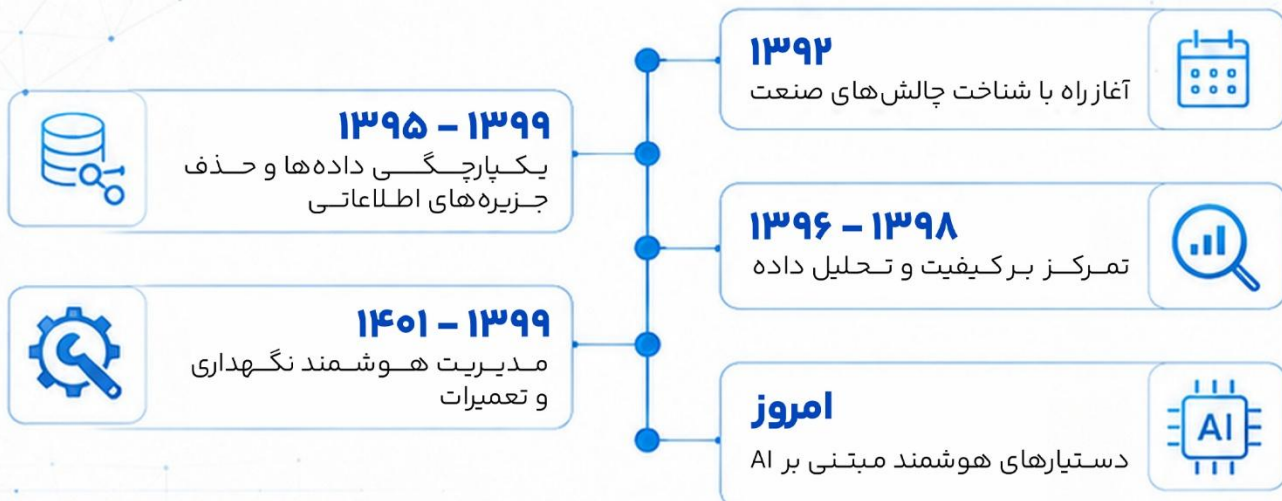 ۱۳۹۲
آغاز راه با شناخت چالش‌های صنعت
۱۳۹۵ – ۱۳۹۹
یکپارچگی داده‌ها و حذف
جزیره‌های اطلاعاتی
۱۳۹۶ – ۱۳۹۸
تمرکز بر کیفیت و تحلیل داده
۱۴۰۱ – ۱۳۹۹
مدیریت هوشمند نگهداری
و تعمیرات
امروز
دستیارهای هوشمند مبتنی بر AI
AI